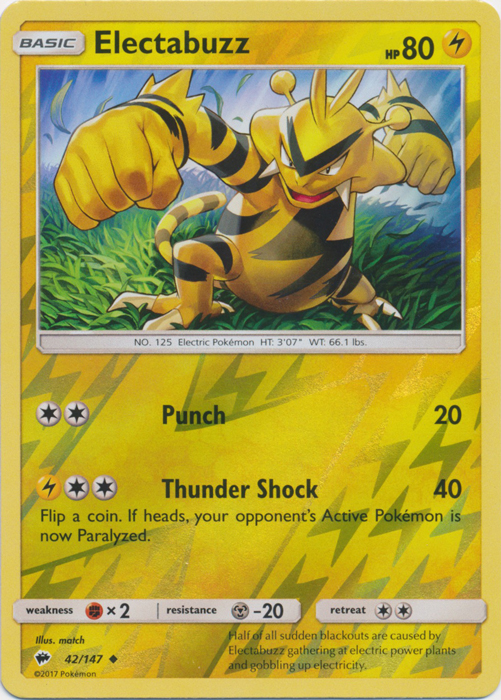 BASIC Electabuzz HP 80
NO. 125 Electric Pokémon HT: 3'07" WT: 66.1 lbs.
Punch 20
Thunder Shock 40
Flip a coin. If heads, your opponent's Active Pokémon is
now Paralyzed.
weakness × 2 resistance -20 retreat
Illus. match
42/147
©2017 Pokémon
Half of all sudden blackouts are caused by
Electabuzz gathering at electric power plants
and gobbling up electricity.